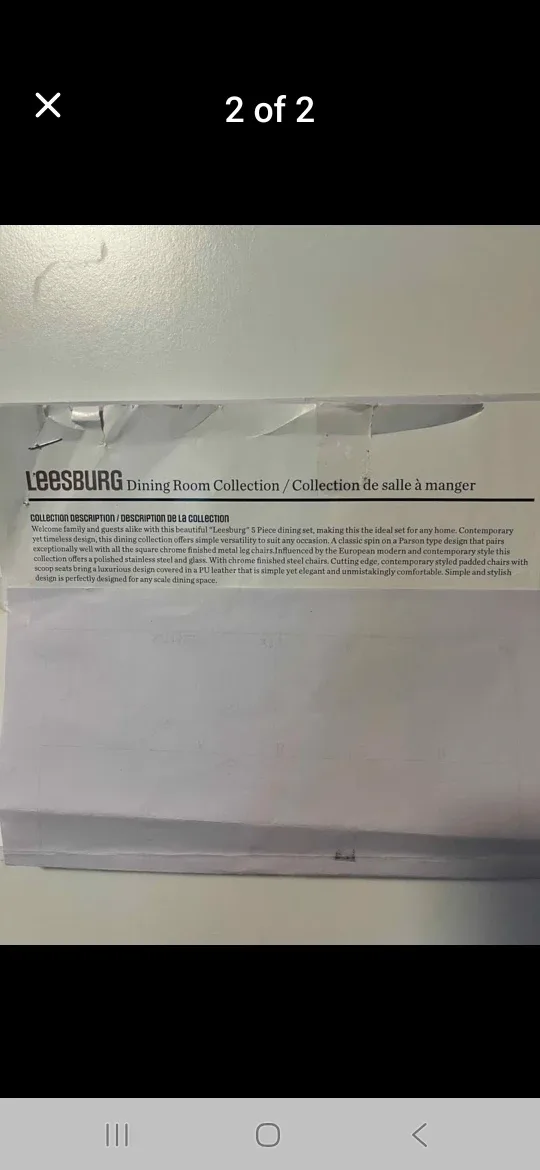 2 of 2
Leesburg Dining Room Collection / Collection de salle à manger
COLLECTION DESCRIPTION / DESCRIPTION DE LA COLLECTION
Welcome family and guests alike with this beautiful "Leesburg" 5 Piece dining set, making this the ideal set for any home. Contemporary
yet timeless design, this dining collection offers simple versatility to suit any occasion. A classic spin on a Parson type design that pairs
exceptionally well with all the square chrome finished metal leg chairs.Influenced by the European modern and contemporary style this
collection offers a polished stainless steel and glass. With chrome finished steel chairs. Cutting edge, contemporary styled padded chairs with
scoop seats bring a luxurious design covered in a PU leather that is simple yet elegant and unmistakingly comfortable. Simple and stylish
design is perfectly designed for any scale dining space.